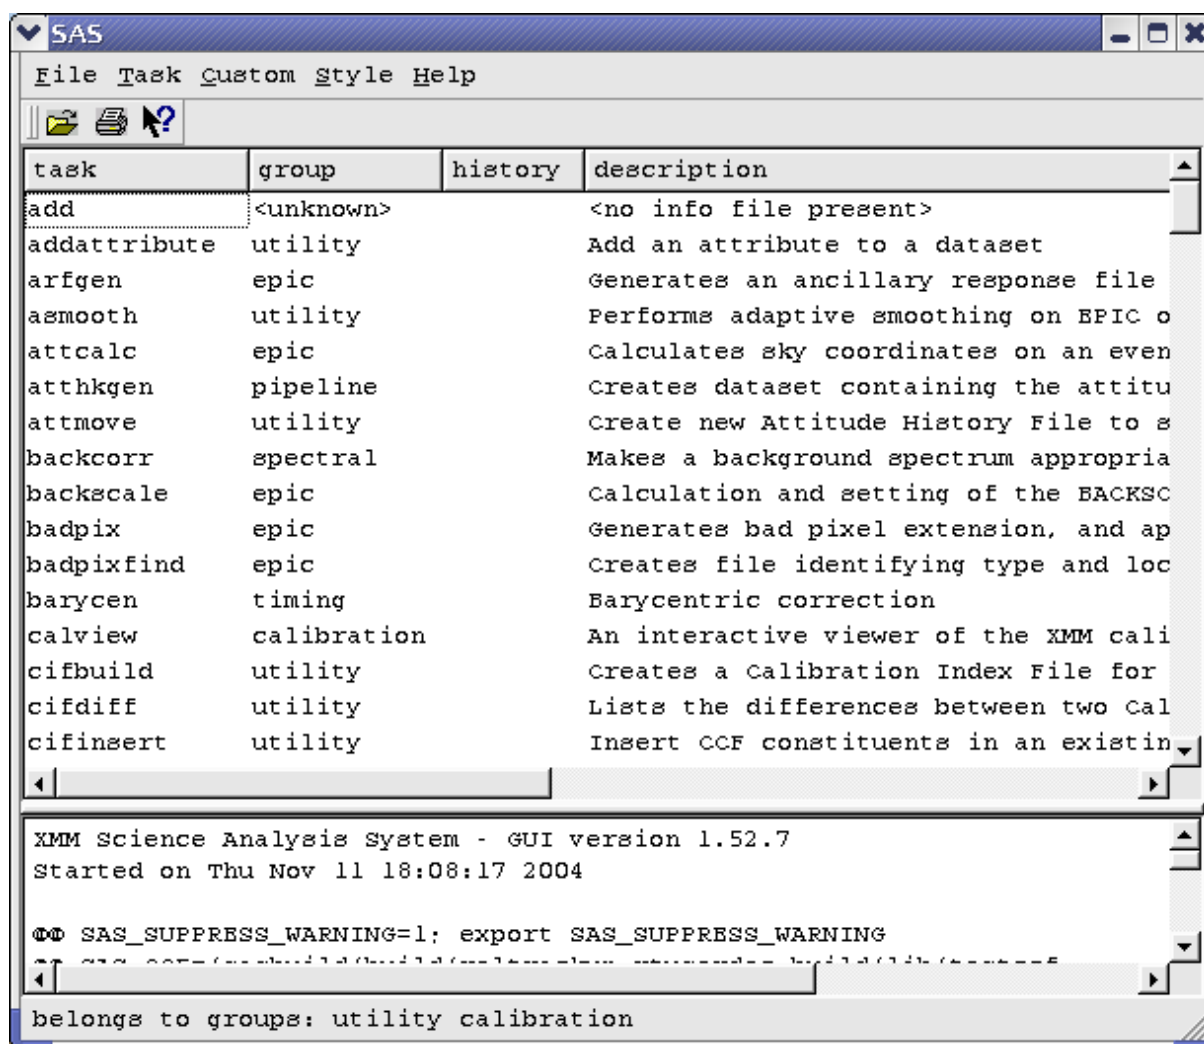 SAS
File Task Custom Style Help
task group history description
add <unknown> <no info file present>
addattribute utility Add an attribute to a dataset
arfgen epic Generates an ancillary response file
asmooth utility Performs adaptive smoothing on EPIC o
attcalc epic Calculates sky coordinates on an even
atthkgen pipeline Creates dataset containing the attitu
attmove utility Create new Attitude History File to s
backcorr spectral Makes a background spectrum appropria
backscale epic Calculation and setting of the BACKSC
badpix epic Generates bad pixel extension, and ap
badpixfind epic Creates file identifying type and loc
barycen timing Barycentric correction
calview calibration An interactive viewer of the XMM cali
cifbuild utility Creates a Calibration Index File for
cifdiff utility Lists the differences between two Cal
cifinsert utility Insert CCF constituents in an existin
XMM Science Analysis System - GUI version 1.52.7
Started on Thu Nov 11 18:08:17 2004
SAS_SUPPRESS_WARNING=1; export SAS_SUPPRESS_WARNING
belongs to groups: utility calibration